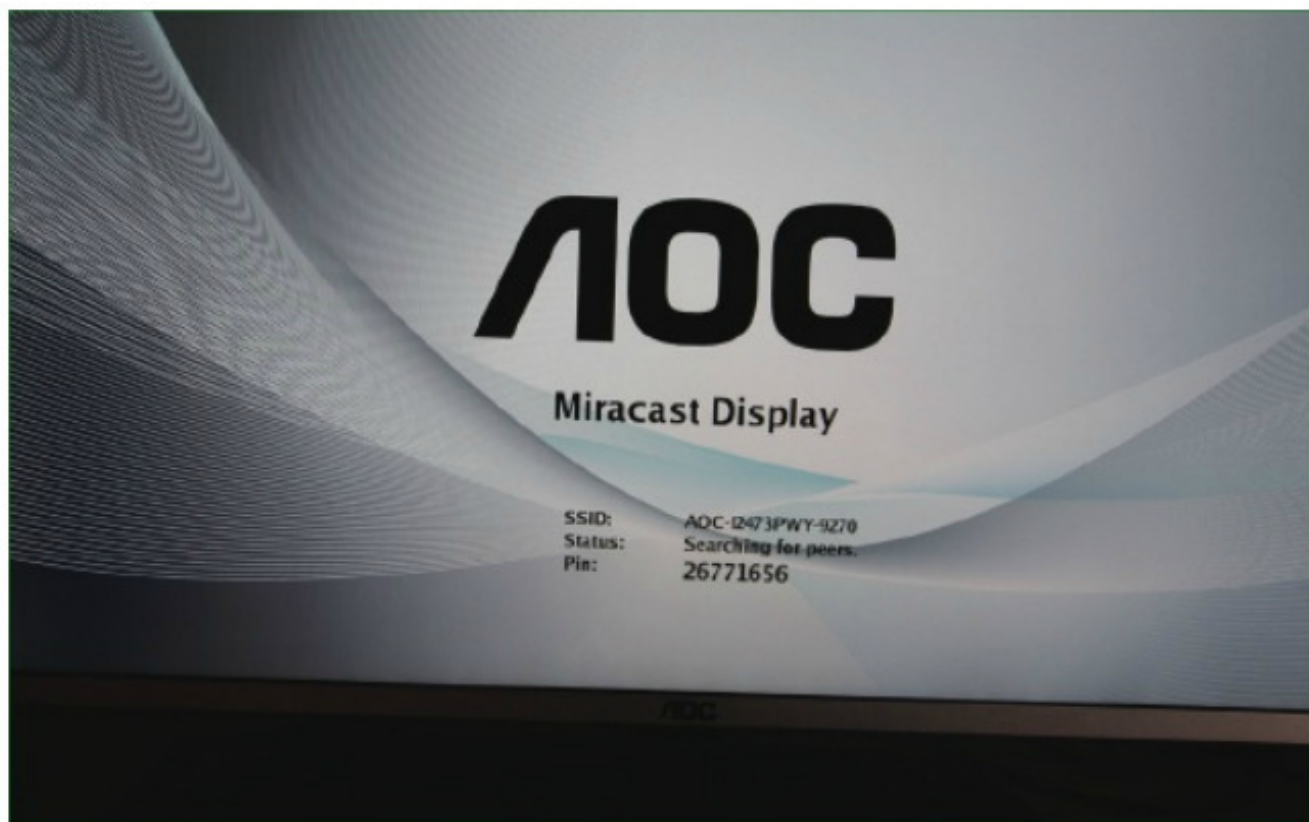 AOC
Miracast Display
SSID: AOC-I2473PWY-9270
Status: Searching for peers.
Pin: 26771656
AOC